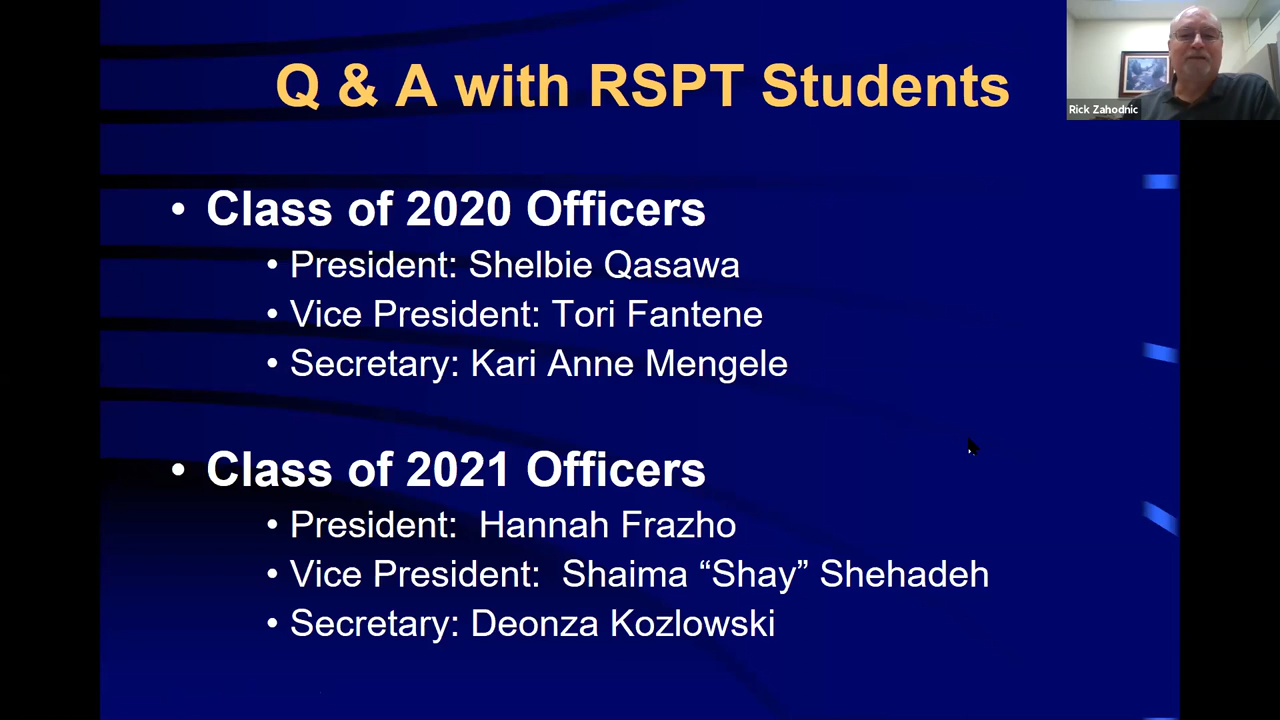 Q & A with RSPT Students
Rick Zahodnic
• Class of 2020 Officers
• President: Shelbie Qasawa
• Vice President: Tori Fantene
• Secretary: Kari Anne Mengele
• Class of 2021 Officers
• President:  Hannah Frazho
• Vice President:  Shaima “Shay” Shehadeh
• Secretary: Deonza Kozlowski